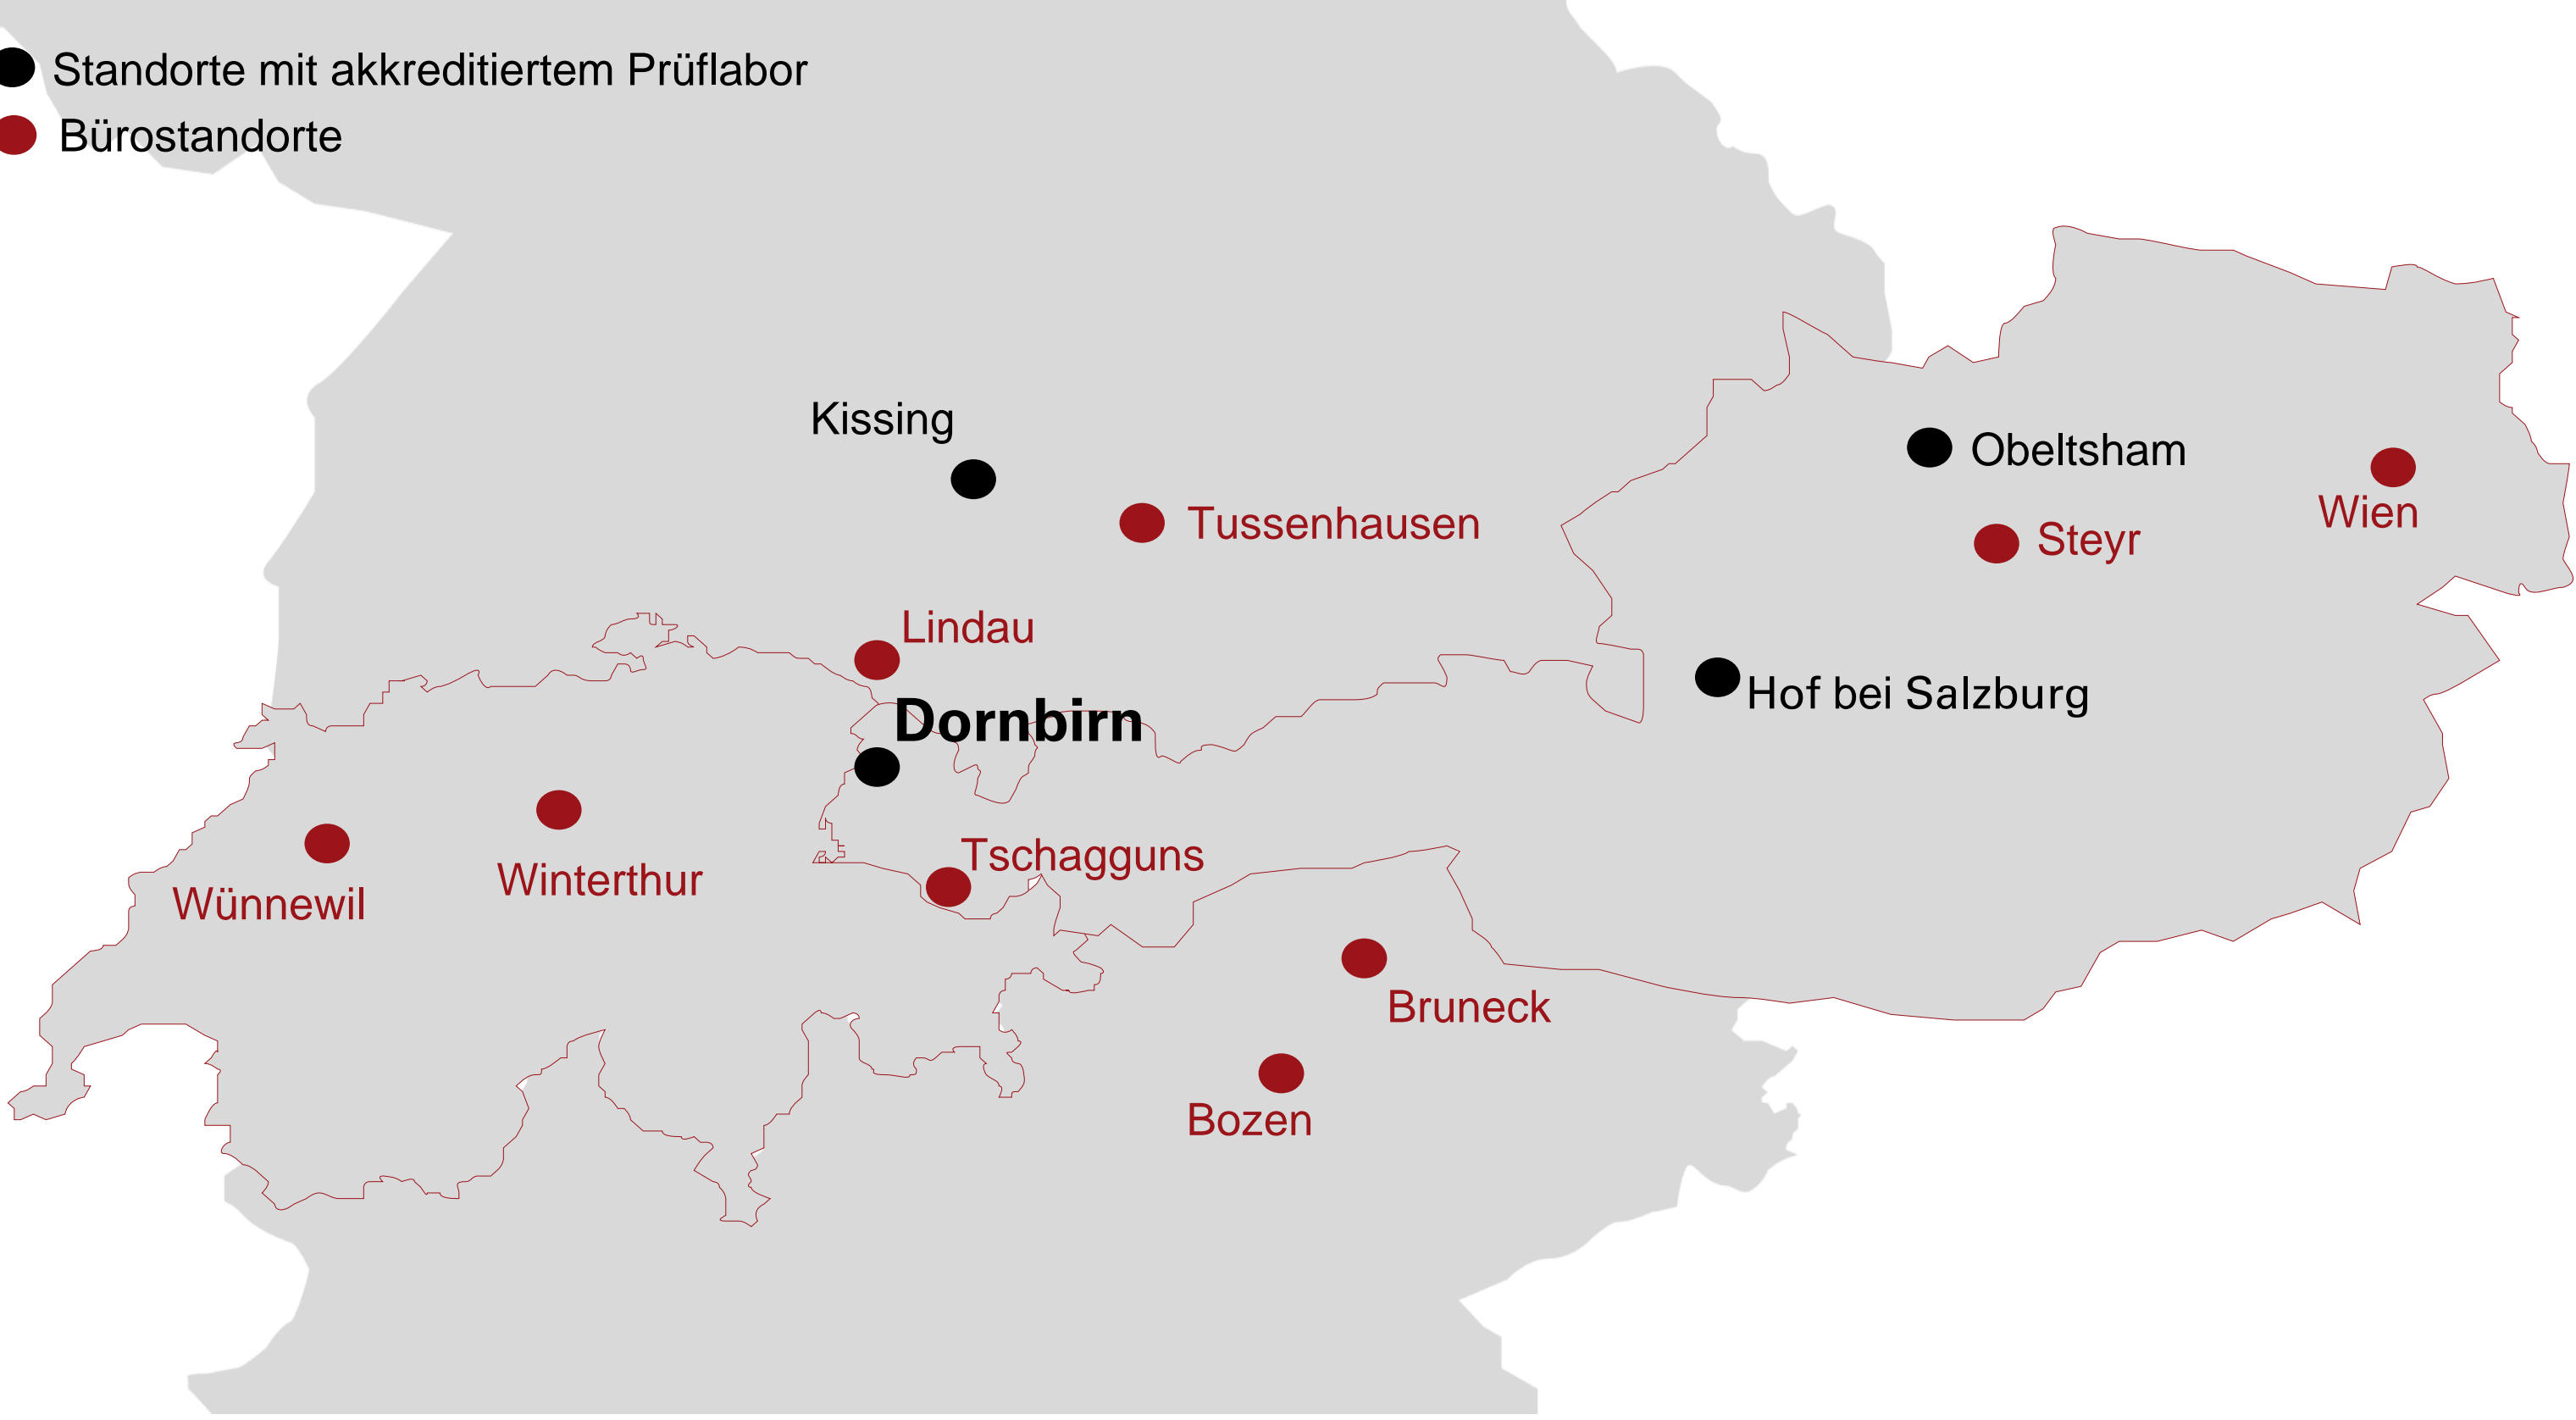 Standorte mit akkreditiertem Prüflabor
Bürostandorte
Kissing
Obeltsham
Wien
Tussenhausen
Steyr
Lindau
Hof bei Salzburg
Dornbirn
Tschagguns
Winterthur
Wünnewil
Bruneck
Bozen